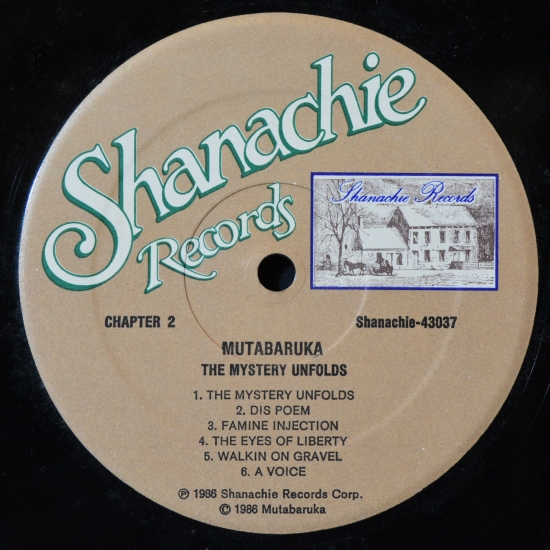 Shanachie
Records
Shanachie Records
CHAPTER 2
Shanachie-43037
MUTABARUKA
THE MYSTERY UNFOLDS
1. THE MYSTERY UNFOLDS
2. DIS POEM
3. FAMINE INJECTION
4. THE EYES OF LIBERTY
5. WALKIN ON GRAVEL
6. A VOICE
℗ 1986 Shanachie Records Corp.
© 1986 Mutabaruka